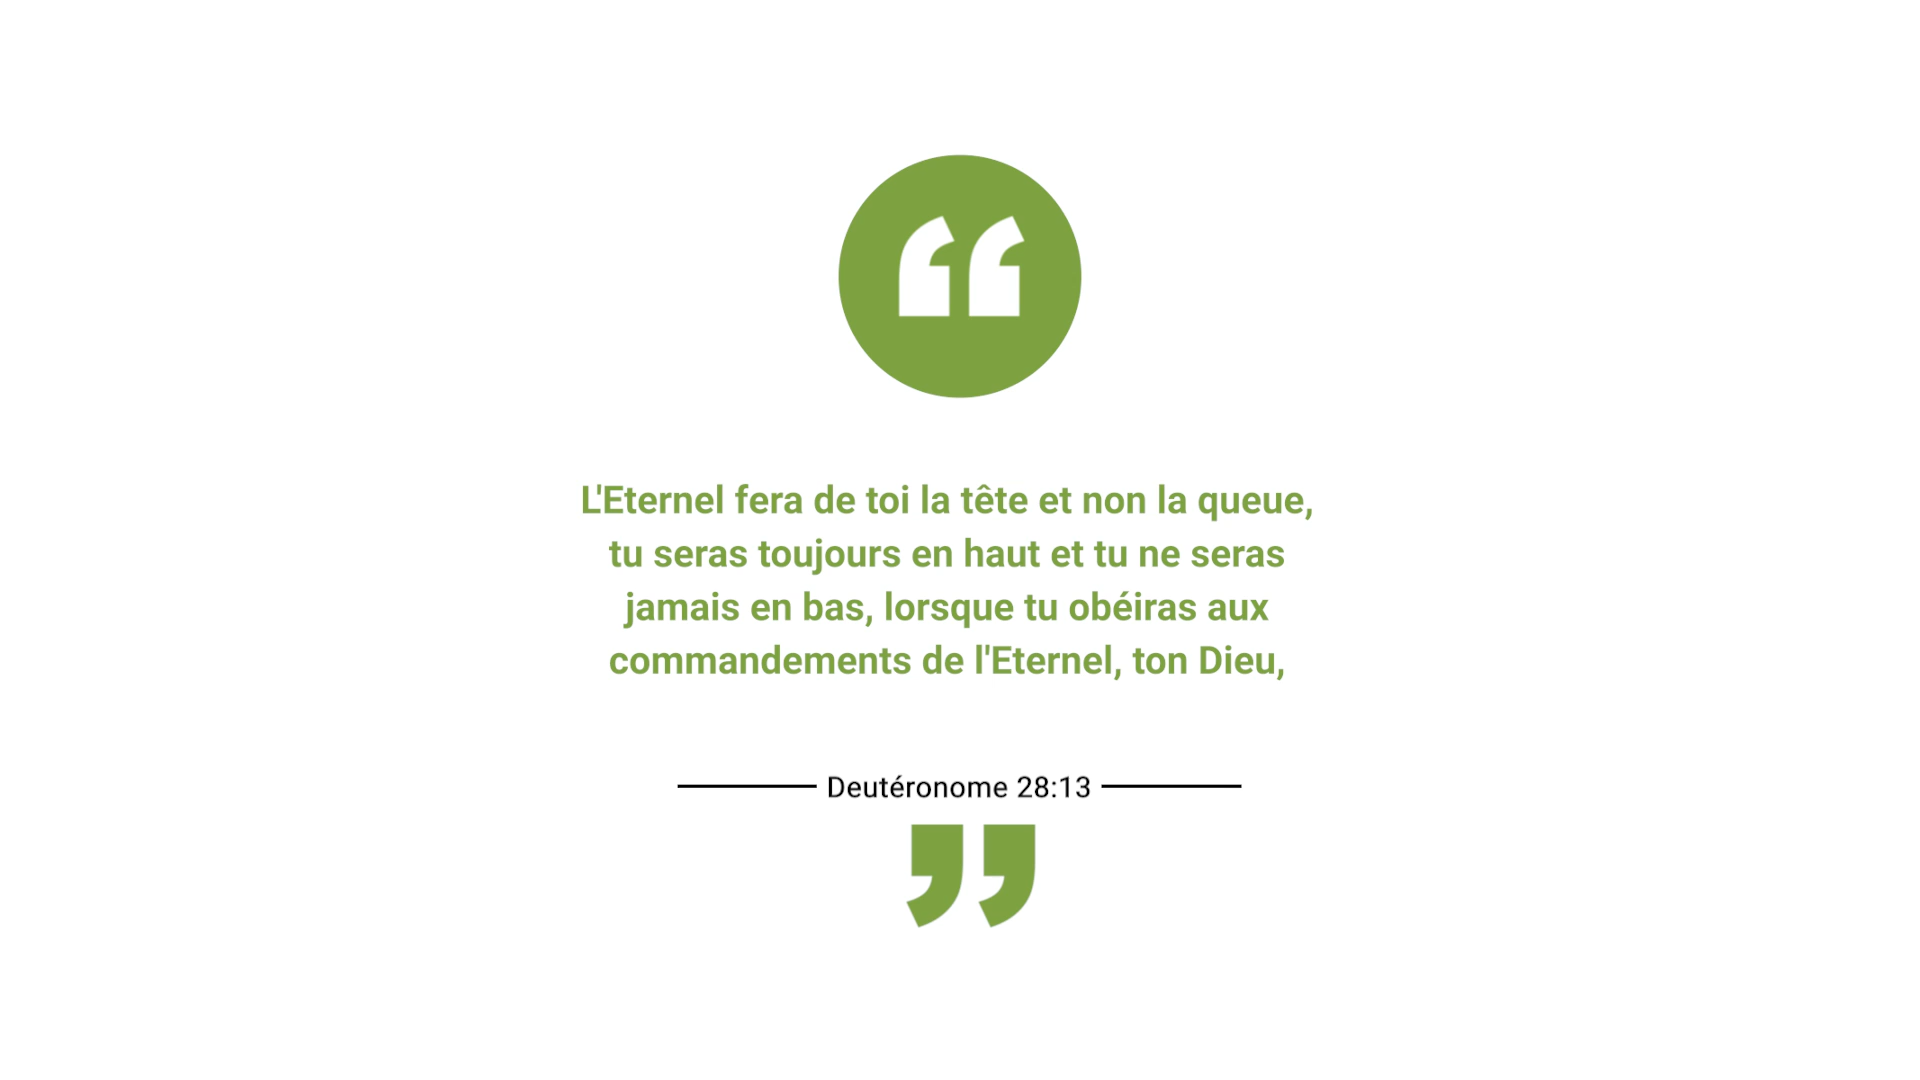 L'Eternel fera de toi la tête et non la queue,
tu seras toujours en haut et tu ne seras
jamais en bas, lorsque tu obéiras aux
commandements de l'Eternel, ton Dieu,
Deutéronome 28:13